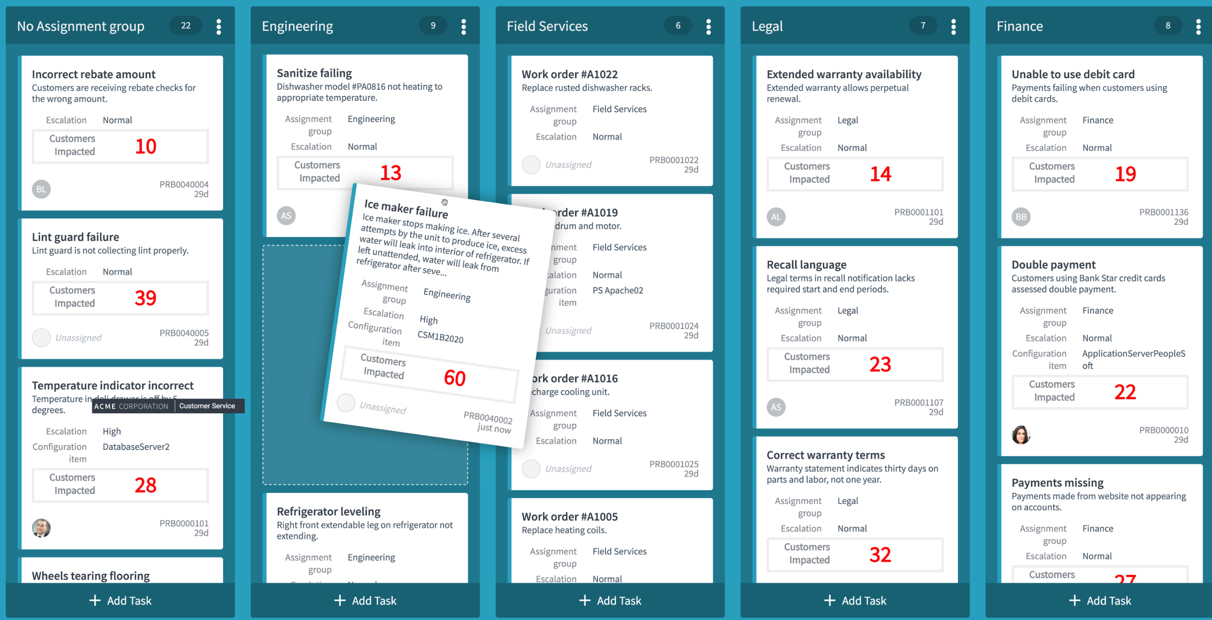 No Assignment group 22
Incorrect rebate amount
Customers are receiving rebate checks for
the wrong amount.
Escalation Normal
Customers
Impacted 10
BL
PRB0040004
29d
Lint guard failure
Lint guard is not collecting lint properly.
Escalation Normal
Customers
Impacted 39
Unassigned
PRB0040005
29d
Temperature indicator incorrect
Temperature in deli drawer is off by 5
degrees.
ACME CORPORATION | Customer Service
Escalation High
Configuration
item DatabaseServer2
Customers
Impacted 28
PRB0000101
29d
Wheels tearing flooring
+ Add Task
Engineering 9
Sanitize failing
Dishwasher model #PA0816 not heating to
appropriate temperature.
Assignment
group Engineering
Escalation Normal
Customers
Impacted 13
AS
Ice maker failure
Ice maker stops making ice. After several
attempts by the unit to produce ice, excess
water will leak into interior of refrigerator. If
left unattended, water will leak from
refrigerator after seve...
Assignment
group Engineering
Escalation High
Configuration
item CSM1B2020
Customers
Impacted 60
Unassigned
PRB0040002
just now
Refrigerator leveling
Right front extendable leg on refrigerator not
extending.
Assignment
group Engineering
+ Add Task
Field Services 6
Work order #A1022
Replace rusted dishwasher racks.
Assignment
group Field Services
Escalation Normal
Unassigned
PRB0001022
29d
order #A1019
drum and motor.
Field Services
group
Normal
item PS Apache02
Unassigned
PRB0001024
29d
ork order #A1016
charge cooling unit.
Assignment
group Field Services
Escalation Normal
Unassigned
PRB0001025
29d
Work order #A1005
Replace heating coils.
Assignment
group Field Services
Escalation Normal
+ Add Task
Legal 7
Extended warranty availability
Extended warranty allows perpetual
renewal.
Assignment
group Legal
Escalation Normal
Customers
Impacted 14
AL
PRB0001101
29d
Recall language
Legal terms in recall notification lacks
required start and end periods.
Assignment
group Legal
Escalation Normal
Customers
Impacted 23
AS
PRB0001107
29d
Correct warranty terms
Warranty statement indicates thirty days on
parts and labor, not one year.
Assignment
group Legal
Escalation Normal
Customers
Impacted 32
+ Add Task
Finance 8
Unable to use debit card
Payments failing when customers using
debit cards.
Assignment
group Finance
Escalation Normal
Customers
Impacted 19
BB
PRB0001136
29d
Double payment
Customers using Bank Star credit cards
assessed double payment.
Assignment
group Finance
Escalation Normal
Configuration
item ApplicationServerPeopleS
oft
Customers
Impacted 22
PRB0000010
29d
Payments missing
Payments made from website not appearing
on accounts.
Assignment
group Finance
Escalation Normal
Customers
27
+ Add Task